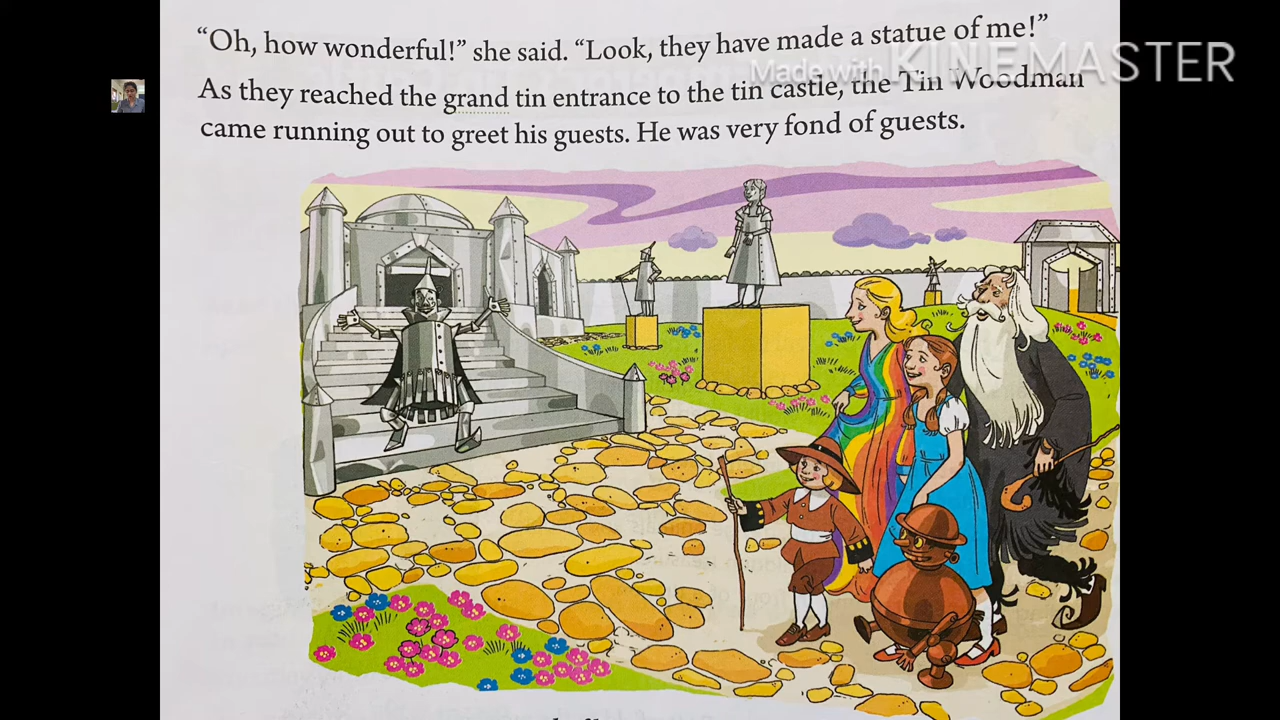 “Oh, how wonderful!” she said. “Look, they have made a statue of me!”
Made with KINEMASTER
As they reached the grand tin entrance to the tin castle, the Tin Woodman
came running out to greet his guests. He was very fond of guests.